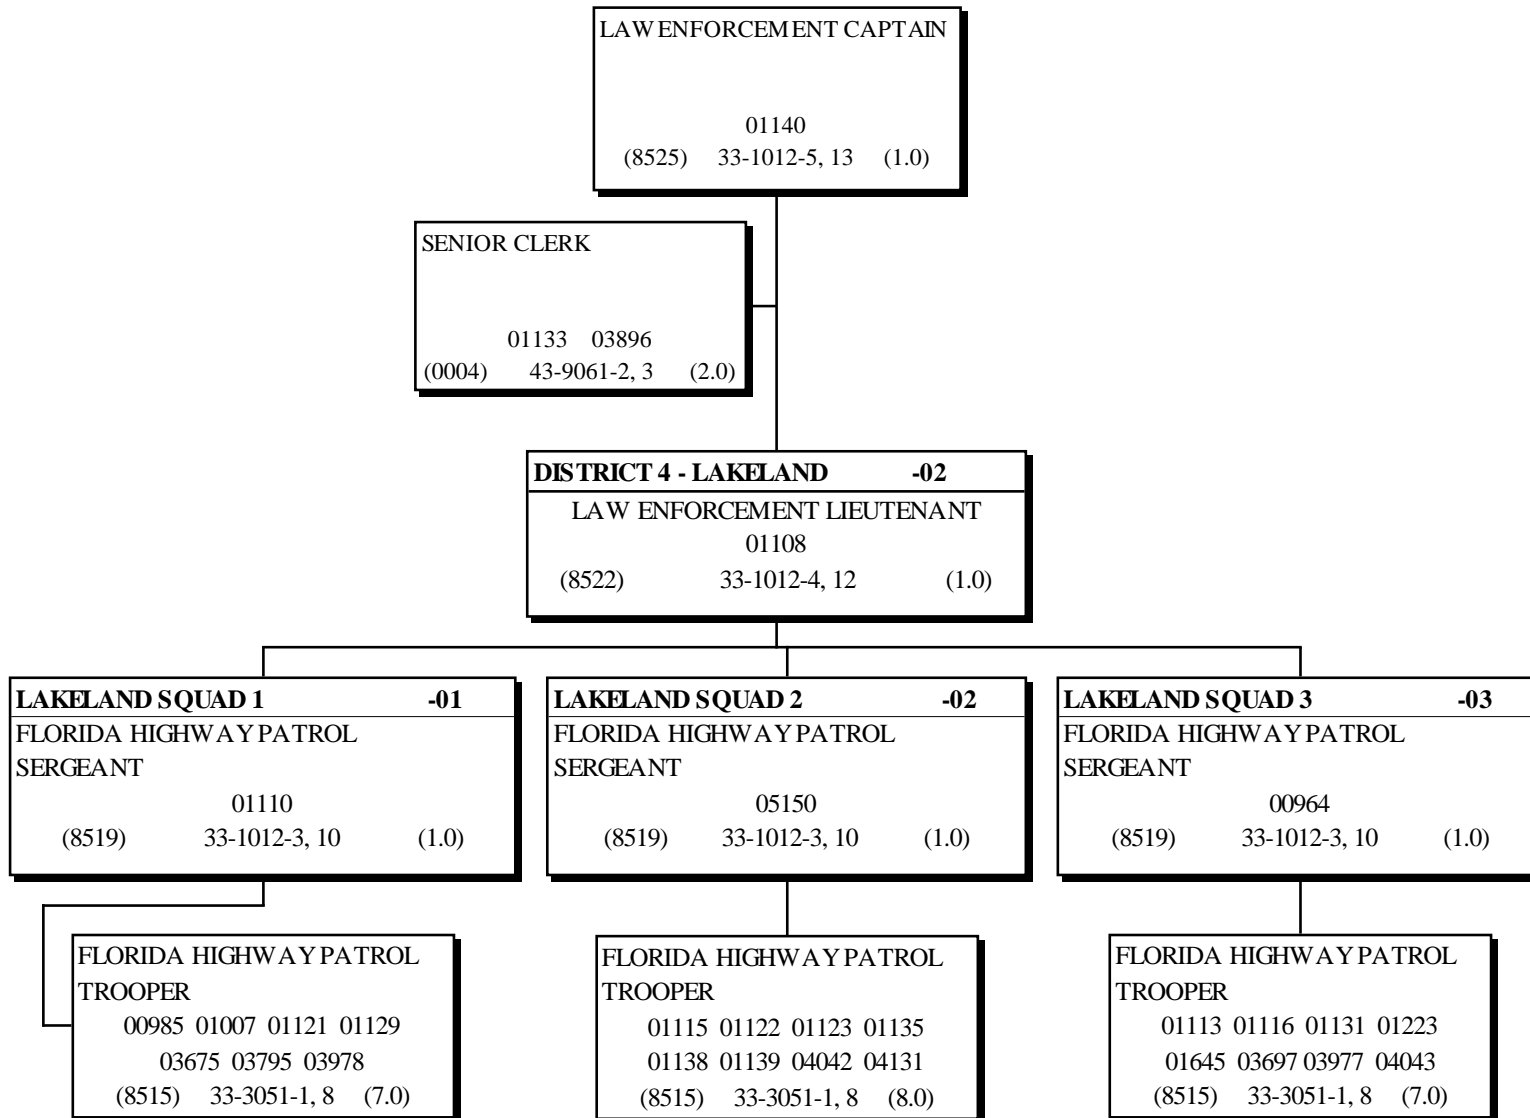 LAW ENFORCEMENT CAPTAIN
01140
(8525) 33-1012-5, 13 (1.0)
SENIOR CLERK
01133 03896
(0004) 43-9061-2, 3 (2.0)
DISTRICT 4 - LAKELAND -02
LAW ENFORCEMENT LIEUTENANT
01108
(8522) 33-1012-4, 12 (1.0)
LAKELAND SQUAD 1 -01
FLORIDA HIGHWAY PATROL
SERGEANT
01110
(8519) 33-1012-3, 10 (1.0)
LAKELAND SQUAD 2 -02
FLORIDA HIGHWAY PATROL
SERGEANT
05150
(8519) 33-1012-3, 10 (1.0)
LAKELAND SQUAD 3 -03
FLORIDA HIGHWAY PATROL
SERGEANT
00964
(8519) 33-1012-3, 10 (1.0)
FLORIDA HIGHWAY PATROL
TROOPER
00985 01007 01121 01129
03675 03795 03978
(8515) 33-3051-1, 8 (7.0)
FLORIDA HIGHWAY PATROL
TROOPER
01115 01122 01123 01135
01138 01139 04042 04131
(8515) 33-3051-1, 8 (8.0)
FLORIDA HIGHWAY PATROL
TROOPER
01113 01116 01131 01223
01645 03697 03977 04043
(8515) 33-3051-1, 8 (7.0)